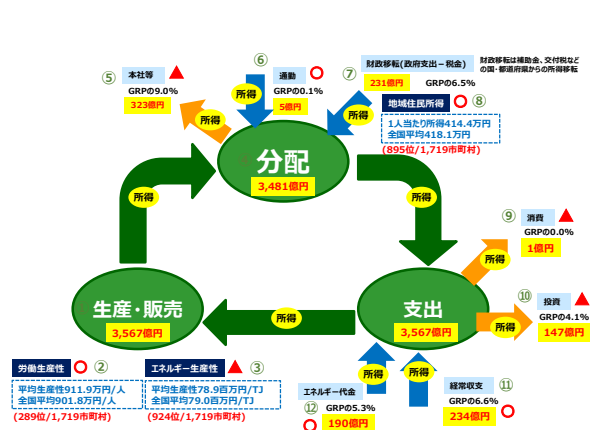 ⑤
本社等
GRPの9.0%
323億円
所得
⑥
通勤
GRPの0.1%
5億円
所得
⑦
財政移転(政府支出－税金)
231億円
GRPの6.5%
所得
財政移転は補助金、交付税など
の国・都道府県からの所得移転
地域住民所得
⑧
1人当たり所得414.4万円
全国平均418.1万円
(895位/1,719市町村)
分配
3,481億円
所得
所得
⑨
消費
GRPの0.0%
1億円
所得
⑩
投資
GRPの4.1%
147億円
所得
生産・販売
3,567億円
所得
支出
3,567億円
労働生産性
②
平均生産性911.9万円/人
全国平均901.8万円/人
(289位/1,719市町村)
エネルギー生産性
③
平均生産性78.9百万円/TJ
全国平均79.0百万円/TJ
(924位/1,719市町村)
所得
エネルギー代金
⑫
GRPの5.3%
190億円
所得
経常収支
⑪
GRPの6.6%
234億円